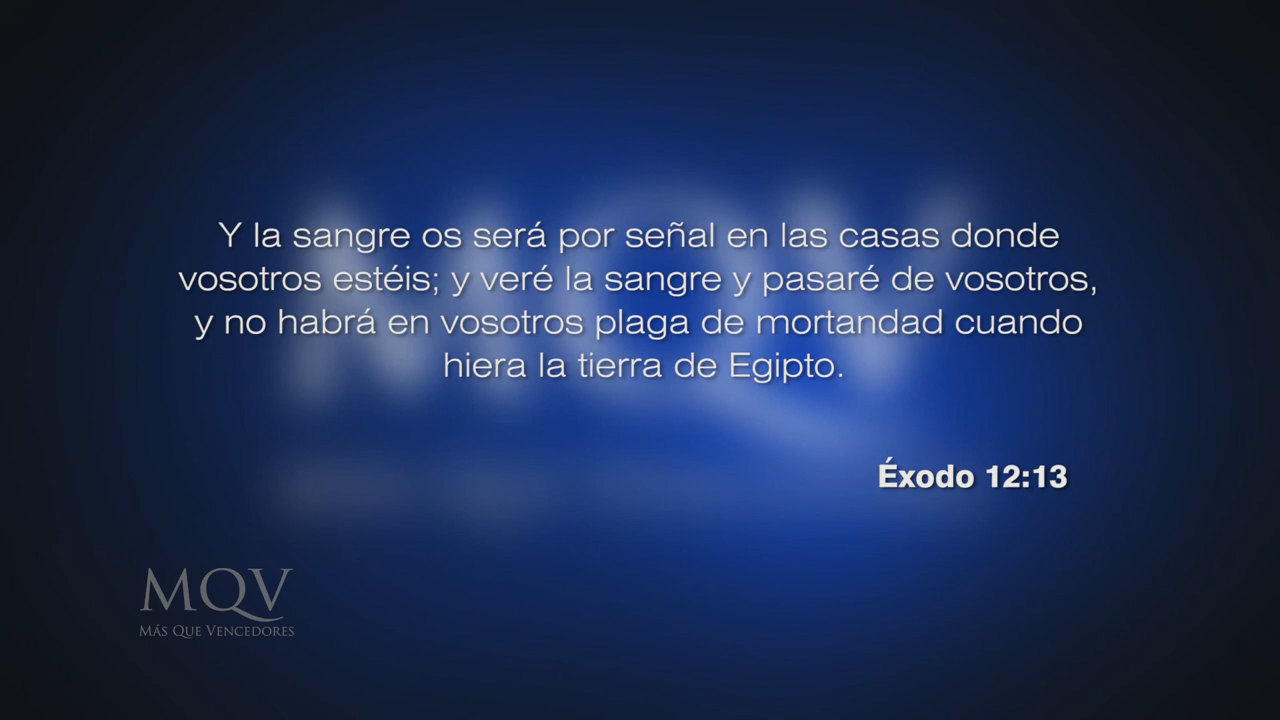 Y la sangre os será por señal en las casas donde
vosotros estéis; y veré la sangre y pasaré de vosotros,
y no habrá en vosotros plaga de mortandad cuando
hiera la tierra de Egipto.
Éxodo 12:13
MQV
MÁS QUE VENCEDORES